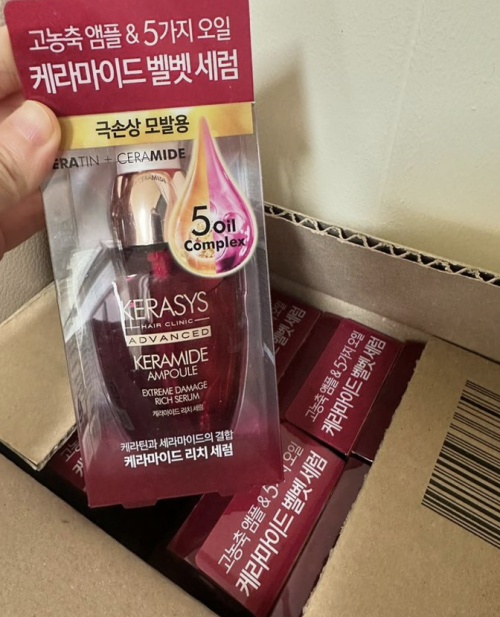 고농축 앰플 & 5가지 오일
케라마이드 벨벳 세럼
극손상 모발용
ERATIN + CERAMIDE
5oil
Complex
KERASYS
HAIR CLINIC
ADVANCED
KERAMIDE
AMPOULE
EXTREME DAMAGE
RICH SERUM
케라마이드 리치 세럼
케라틴과 세라마이드의 결합
케라마이드 리치 세럼
고농축 앰플 & 5가지 오일
케라마이드 벨벳 세럼
고농축 앰플 & 5 오일
케라마이드 벨벳 세럼